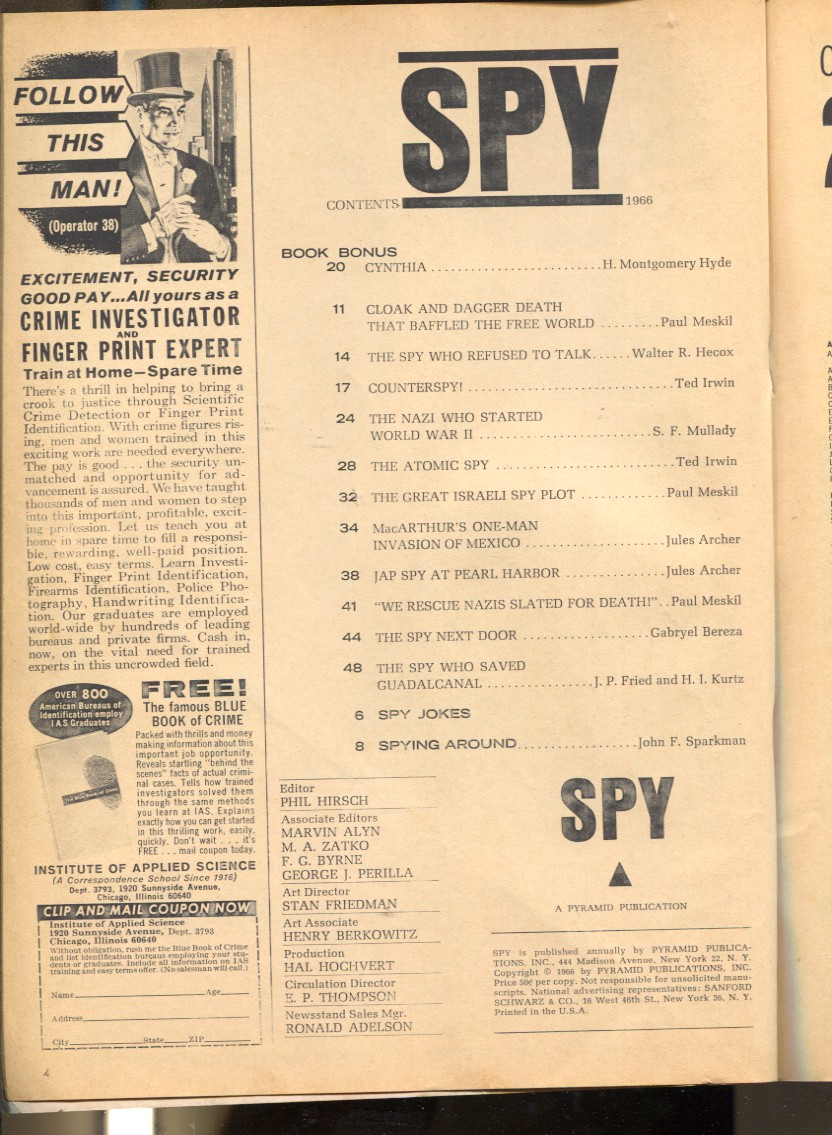 FOLLOW
THIS
MAN!
(Operator 38)
EXCITEMENT, SECURITY
GOOD PAY...All yours as a
CRIME INVESTIGATOR
AND
FINGER PRINT EXPERT
Train at Home—Spare Time
There's a thrill in helping to bring a
crook to justice through Scientific
Crime Detection or Finger Print
Identification. With crime figures ris-
ing, men and women trained in this
exciting work are needed everywhere.
The pay is good . . . the security un-
matched and opportunity for ad-
vancement is assured. We have taught
thousands of men and women to step
into this important, profitable, excit-
ing profession. Let us teach you at
home in spare time to fill a responsi-
ble, rewarding, well-paid position.
Low cost, easy terms. Learn Investi-
gation, Finger Print Identification,
Firearms Identification, Police Pho-
tography, Handwriting Identifica-
tion. Our graduates are employed
world-wide by hundreds of leading
bureaus and private firms. Cash in,
now, on the vital need for trained
experts in this uncrowded field.
OVER 800
American Bureaus of
Identification employ
I A S Graduates
FREE!
The famous BLUE
BOOK of CRIME
Packed with thrills and money
making information about this
important job opportunity.
Reveals startling "behind the
scenes" facts of actual crimi-
nal cases. Tells how trained
investigators solved them
through the same methods
you learn at IAS. Explains
exactly how you can get started
in this thrilling work, easily,
quickly. Don't wait . . . it's
FREE . . . mail coupon today.
The Blue Book of Crime
INSTITUTE OF APPLIED SCIENCE
(A Correspondence School Since 1916)
Dept. 3793, 1920 Sunnyside Avenue,
Chicago, Illinois 60640
CLIP AND MAIL COUPON NOW
Institute of Applied Science
1920 Sunnyside Avenue, Dept. 3793
Chicago, Illinois 60640
Without obligation, rush me the Blue Book of Crime
and list identification bureaus employing your stu-
dents or graduates. Include all information on IAS
training and easy terms offer. (No salesman will call.)
Name Age
Address
City State ZIP
4
SPY
CONTENTS 1966
BOOK BONUS
20 CYNTHIA ........................H. Montgomery Hyde
11 CLOAK AND DAGGER DEATH
THAT BAFFLED THE FREE WORLD .........Paul Meskil
14 THE SPY WHO REFUSED TO TALK......Walter R. Hecox
17 COUNTERSPY! .............................Ted Irwin
24 THE NAZI WHO STARTED
WORLD WAR II ........................S. F. Mullady
28 THE ATOMIC SPY .........................Ted Irwin
32 THE GREAT ISRAELI SPY PLOT ............Paul Meskil
34 MacARTHUR'S ONE-MAN
INVASION OF MEXICO ....................Jules Archer
38 JAP SPY AT PEARL HARBOR ..............Jules Archer
41 "WE RESCUE NAZIS SLATED FOR DEATH!"..Paul Meskil
44 THE SPY NEXT DOOR ..................Gabryel Bereza
48 THE SPY WHO SAVED
GUADALCANAL ...............J. P. Fried and H. I. Kurtz
6 SPY JOKES
8 SPYING AROUND.................John F. Sparkman
Editor
PHIL HIRSCH
Associate Editors
MARVIN ALYN
M. A. ZATKO
F. G. BYRNE
GEORGE J. PERILLA
Art Director
STAN FRIEDMAN
Art Associate
HENRY BERKOWITZ
Production
HAL HOCHVERT
Circulation Director
E. P. THOMPSON
Newsstand Sales Mgr.
RONALD ADELSON
SPY
A PYRAMID PUBLICATION
SPY is published annually by PYRAMID PUBLICA-
TIONS, INC., 444 Madison Avenue, New York 22, N. Y.
Copyright © 1966 by PYRAMID PUBLICATIONS, INC.
Price 50¢ per copy. Not responsible for unsolicited manu-
scripts. National advertising representatives: SANFORD
SCHWARZ & CO., 16 West 46th St., New York 36, N. Y.
Printed in the U.S.A.